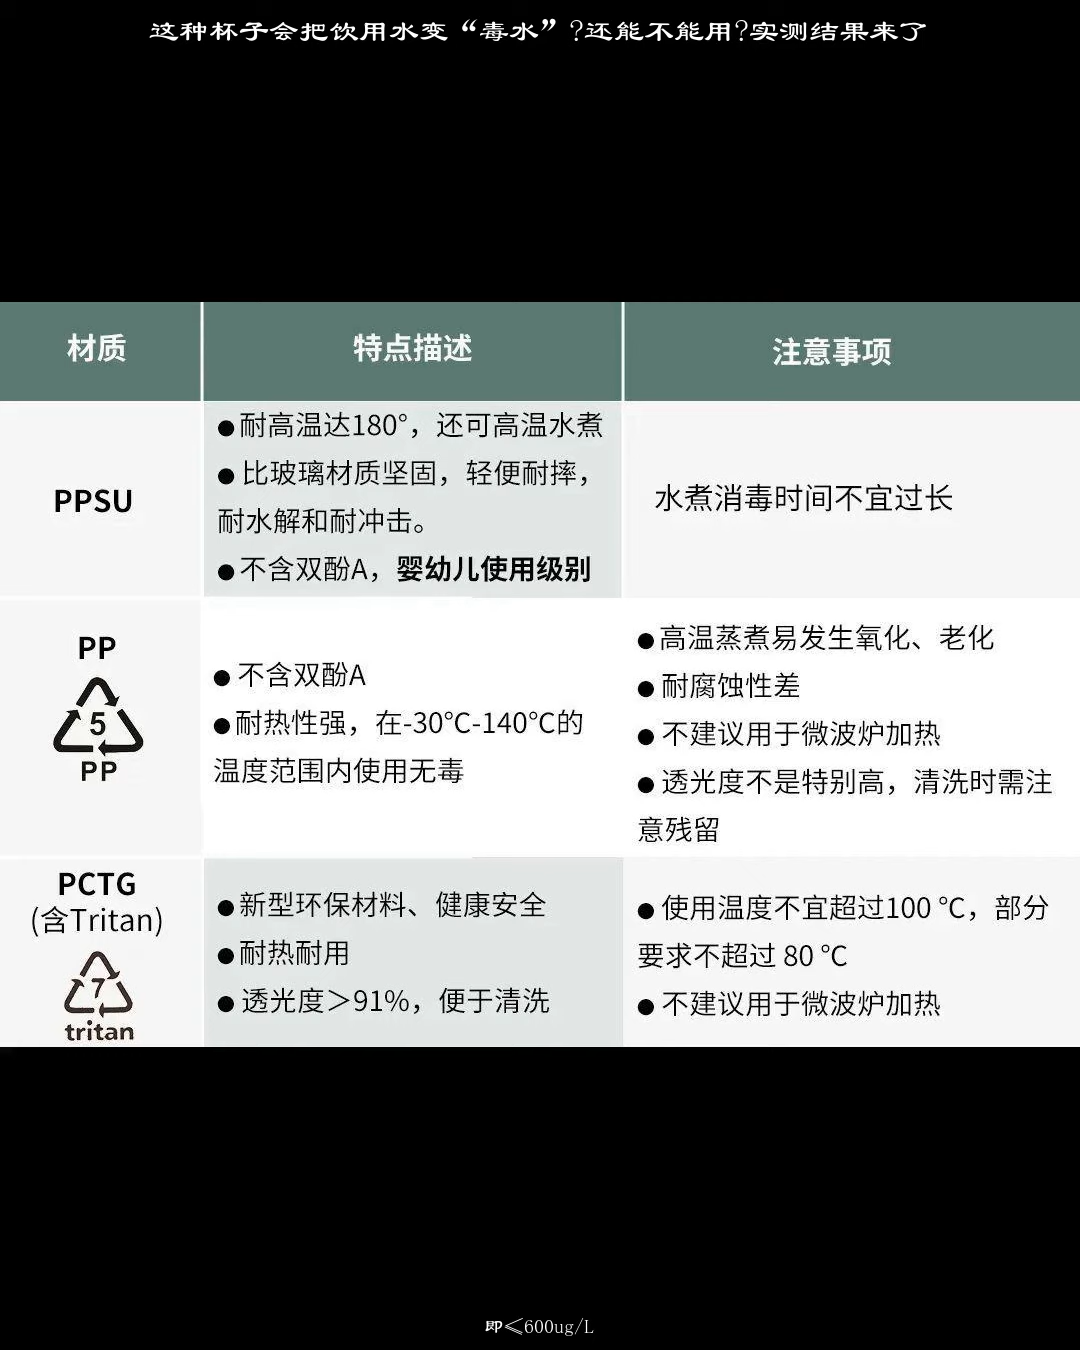 这种杯子会把饮用水变“毒水”?还能不能用?实测结果来了
材质
特点描述
注意事项
PPSU
●耐高温达180°，还可高温水煮
●比玻璃材质坚固，轻便耐摔，
耐水解和耐冲击。
●不含双酚A，婴幼儿使用级别
水煮消毒时间不宜过长
PP
5
PP
●不含双酚A
●耐热性强，在-30℃-140℃的
温度范围内使用无毒
●高温蒸煮易发生氧化、老化
●耐腐蚀性差
●不建议用于微波炉加热
●透光度不是特别高，清洗时需注
意残留
PCTG
(含Tritan)
7
tritan
●新型环保材料、健康安全
●耐热耐用
●透光度＞91%，便于清洗
●使用温度不宜超过100 ℃，部分
要求不超过 80 ℃
●不建议用于微波炉加热
即≤600ug/L